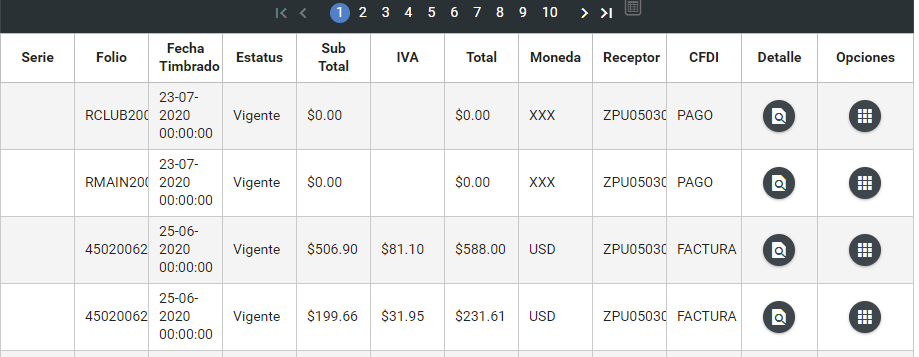 1 2 3 4 5 6 7 8 9 10
Serie Folio Fecha Timbrado Estatus Sub Total IVA Total Moneda Receptor CFDI Detalle Opciones
RCLUB200 23-07-2020 00:00:00 Vigente $0.00 $0.00 XXX ZPU05030 PAGO
RMAIN200 23-07-2020 00:00:00 Vigente $0.00 $0.00 XXX ZPU05030 PAGO
45020062 25-06-2020 00:00:00 Vigente $506.90 $81.10 $588.00 USD ZPU05030 FACTURA
45020062 25-06-2020 00:00:00 Vigente $199.66 $31.95 $231.61 USD ZPU05030 FACTURA